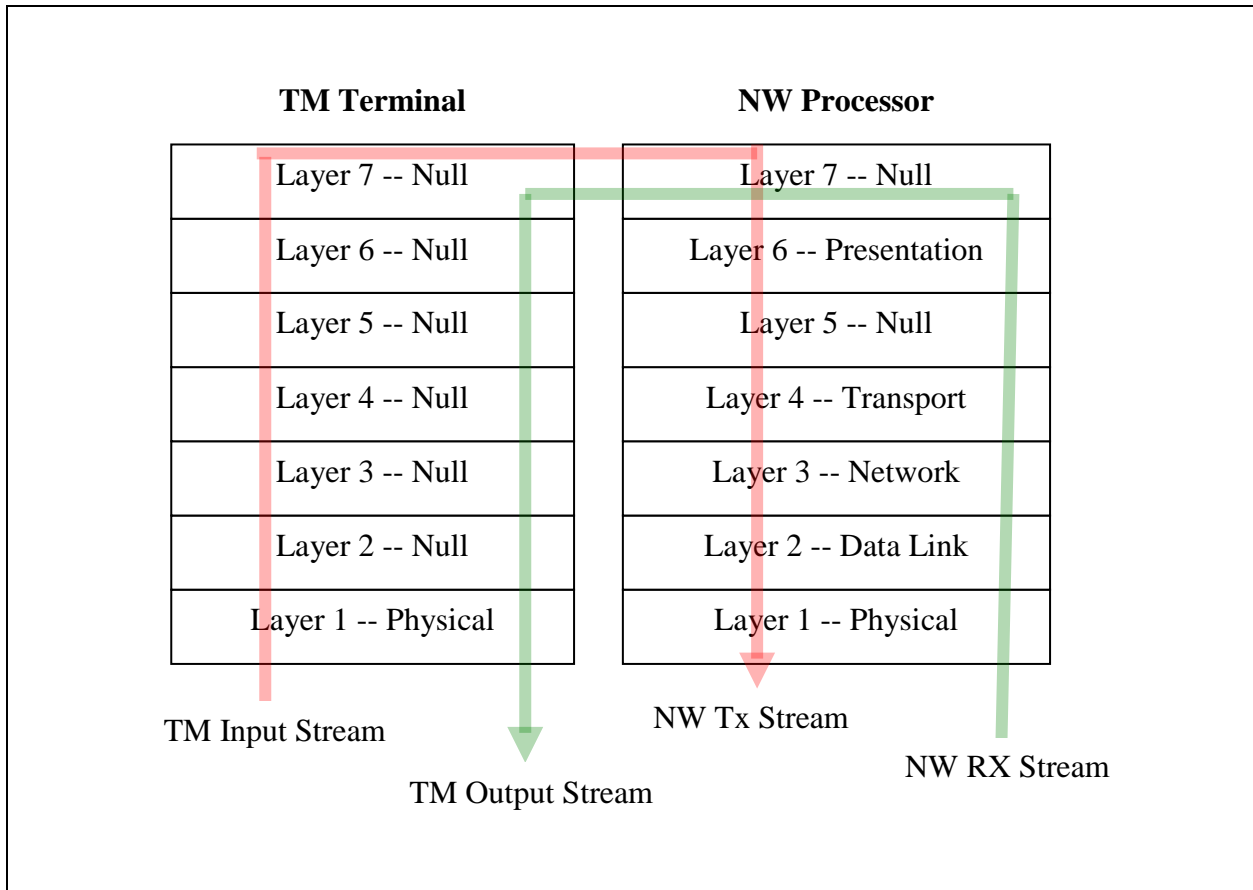 TM Terminal
Layer 7 -- Null
Layer 6 -- Null
Layer 5 -- Null
Layer 4 -- Null
Layer 3 -- Null
Layer 2 -- Null
Layer 1 -- Physical
TM Input Stream
TM Output Stream
NW Processor
Layer 7 -- Null
Layer 6 -- Presentation
Layer 5 -- Null
Layer 4 -- Transport
Layer 3 -- Network
Layer 2 -- Data Link
Layer 1 -- Physical
NW Tx Stream
NW RX Stream